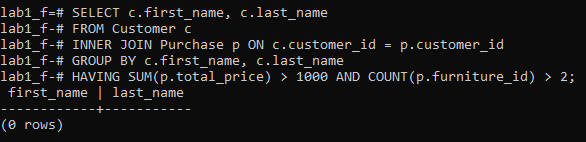 lab1_f=# SELECT c.first_name, c.last_name
lab1_f-# FROM Customer c
lab1_f-# INNER JOIN Purchase p ON c.customer_id = p.customer_id
lab1_f-# GROUP BY c.first_name, c.last_name
lab1_f-# HAVING SUM(p.total_price) > 1000 AND COUNT(p.furniture_id) > 2;
 first_name | last_name
------------+-----------
(0 rows)